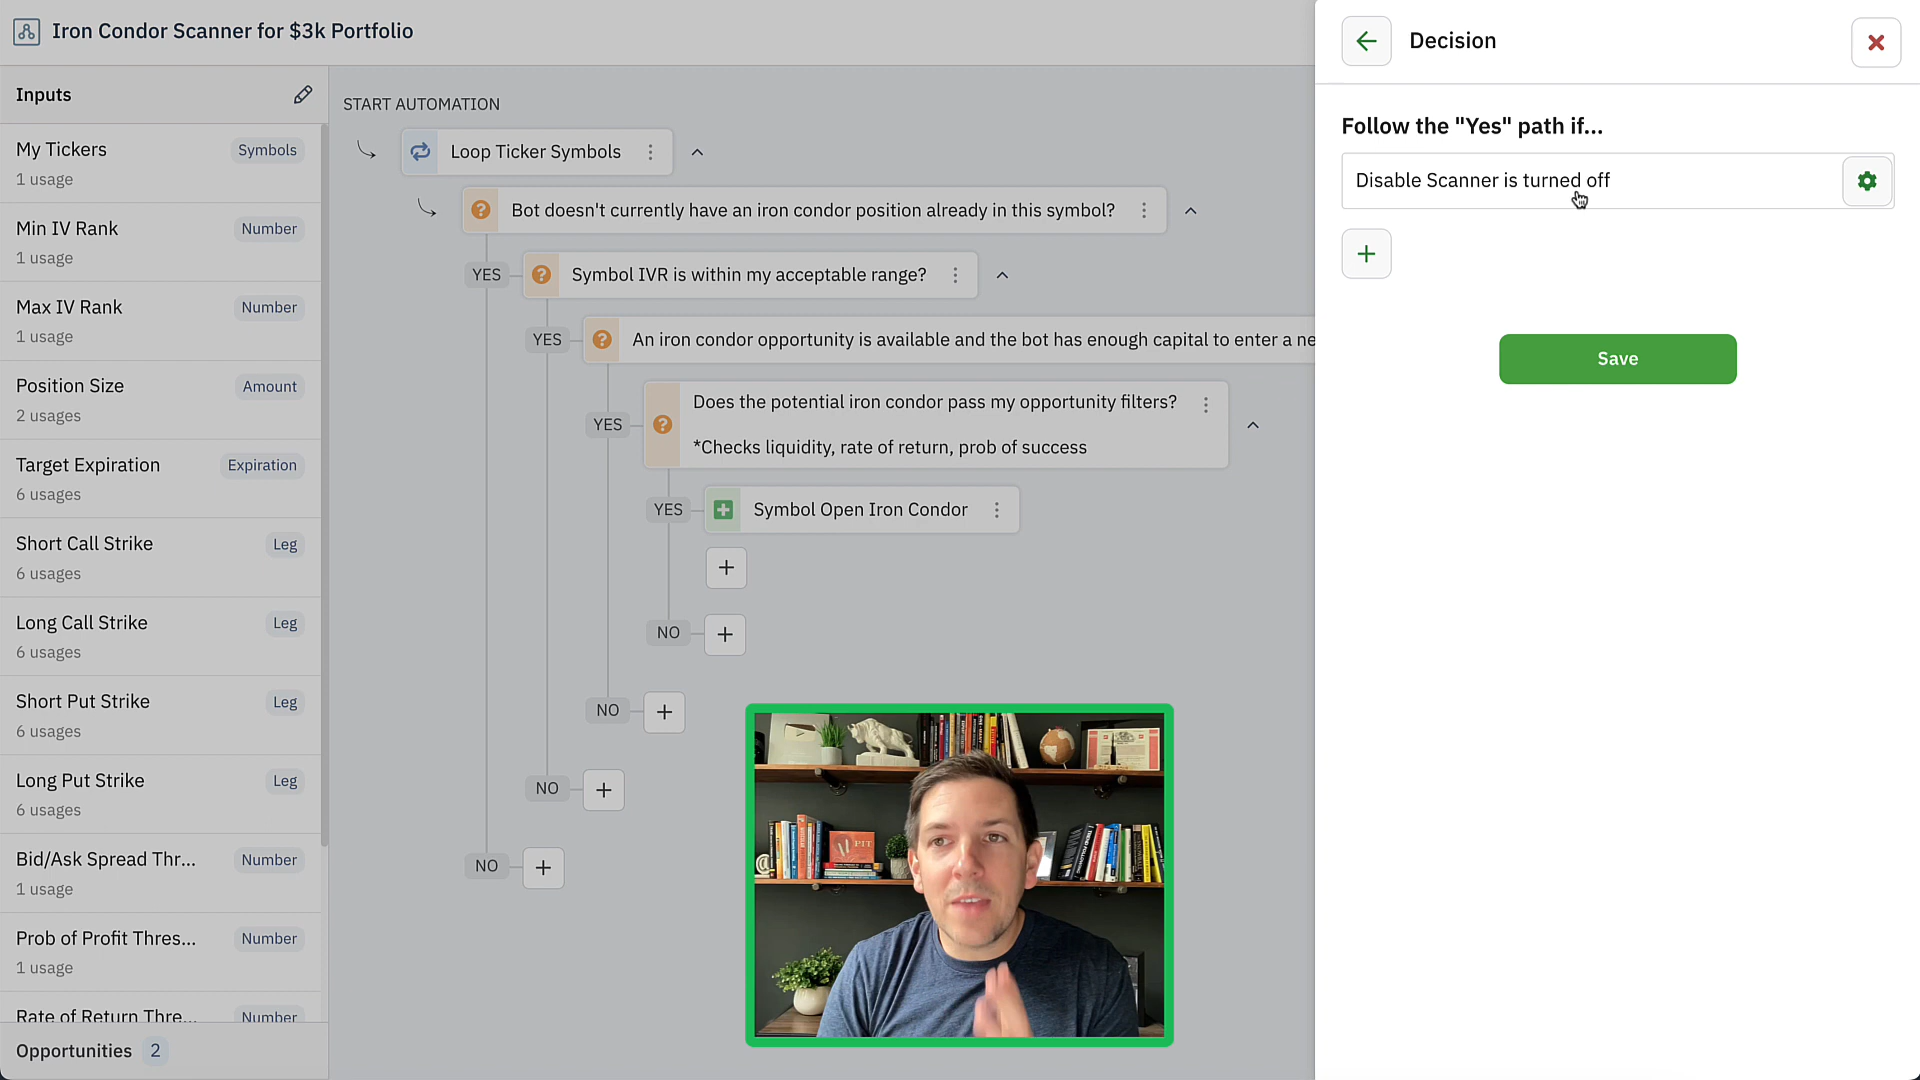 Iron Condor Scanner for $3k Portfolio
Inputs
My Tickers Symbols
1 usage
Min IV Rank Number
1 usage
Max IV Rank Number
1 usage
Position Size Amount
2 usages
Target Expiration Expiration
6 usages
Short Call Strike Leg
6 usages
Long Call Strike Leg
6 usages
Short Put Strike Leg
6 usages
Long Put Strike Leg
6 usages
Bid/Ask Spread Thr... Number
1 usage
Prob of Profit Thres... Number
1 usage
Rate of Return Thre... Number
Opportunities 2
START AUTOMATION
Loop Ticker Symbols
Bot doesn't currently have an iron condor position already in this symbol?
YES Symbol IVR is within my acceptable range?
YES An iron condor opportunity is available and the bot has enough capital to enter a ne
YES Does the potential iron condor pass my opportunity filters?
*Checks liquidity, rate of return, prob of success
YES Symbol Open Iron Condor
NO
NO
NO
NO
PIT
Decision
Follow the "Yes" path if...
Disable Scanner is turned off
Save